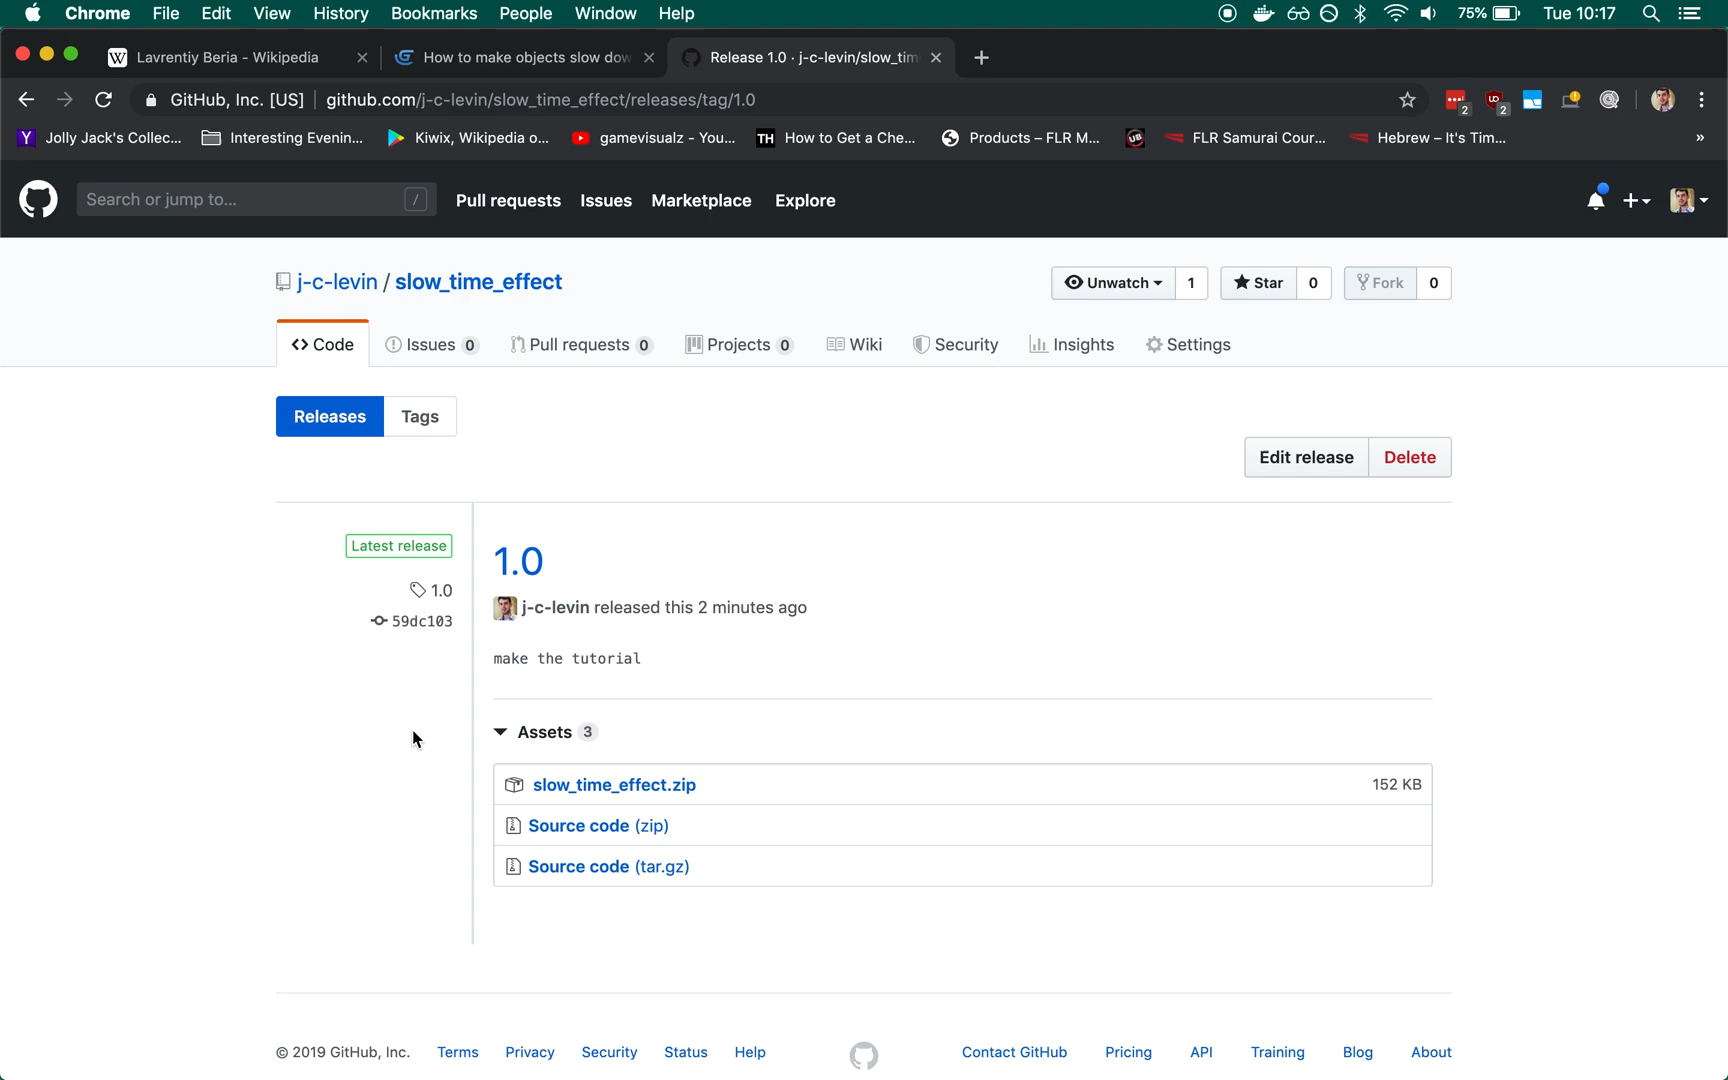 Chrome File Edit View History Bookmarks People Window Help 75% Tue 10:17
W Lavrentiy Beria - Wikipedia How to make objects slow dow Release 1.0 · j-c-levin/slow_tim
GitHub, Inc. [US] github.com/j-c-levin/slow_time_effect/releases/tag/1.0 2 2
Y Jolly Jack's Collec... Interesting Evenin... Kiwix, Wikipedia o... gamevisualz - You... TH How to Get a Che... Products – FLR M... UB FLR Samurai Cour... Hebrew – It's Tim... »
Search or jump to... / Pull requests Issues Marketplace Explore
j-c-levin / slow_time_effect Unwatch 1 Star 0 Fork 0
Code Issues 0 Pull requests 0 Projects 0 Wiki Security Insights Settings
Releases Tags
Edit release Delete
Latest release
1.0
1.0
59dc103
j-c-levin released this 2 minutes ago
make the tutorial
Assets 3
slow_time_effect.zip 152 KB
Source code (zip)
Source code (tar.gz)
© 2019 GitHub, Inc. Terms Privacy Security Status Help Contact GitHub Pricing API Training Blog About